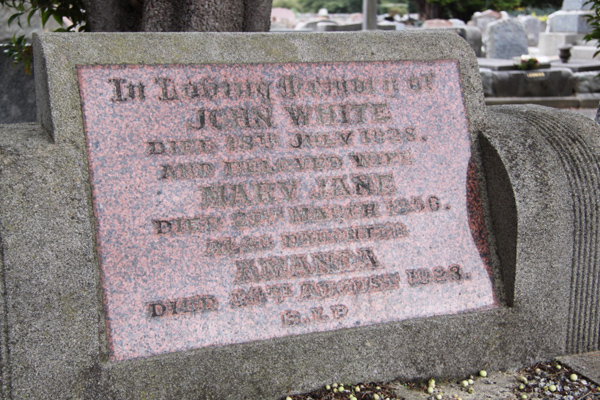 In Loving Memory of
JOHN WHITE
DIED JULY
AND BELOVED WIFE
MARY JANE
DIED MARCH
ALSO DAUGHTER
AMANDA
DIED AUGUST
R.I.P